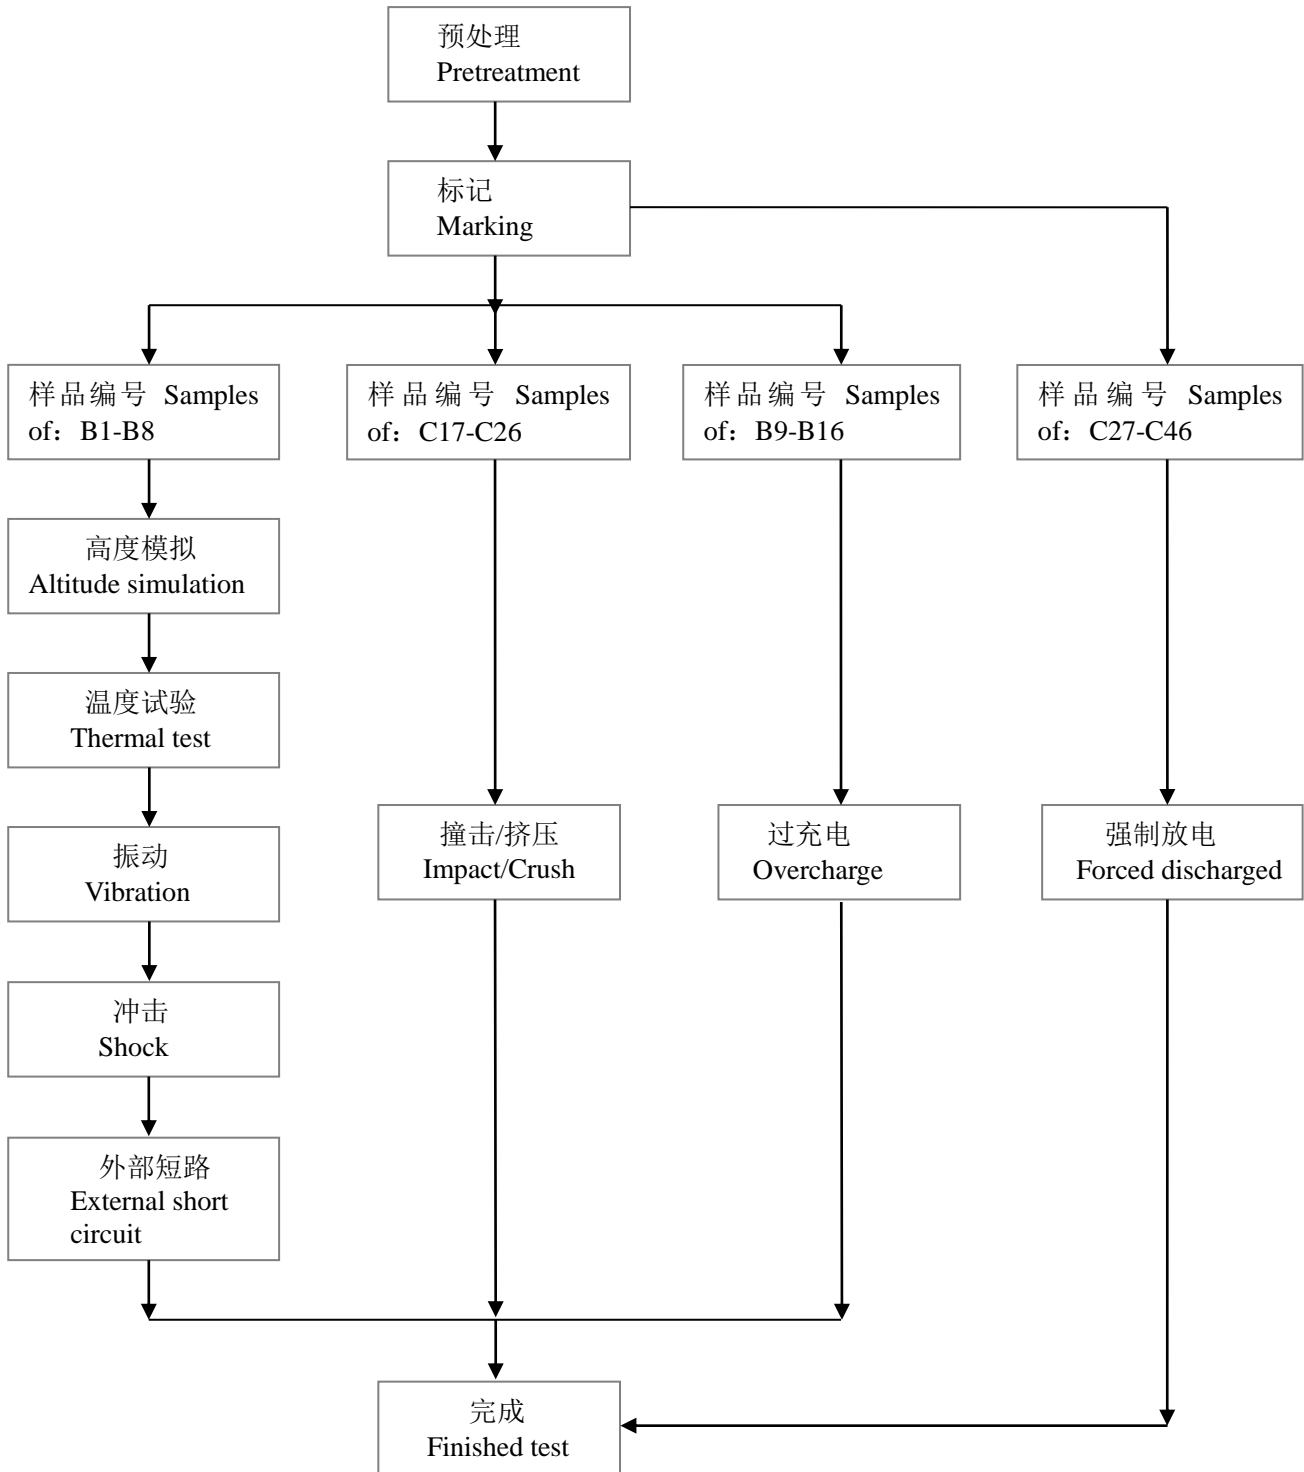 预处理
Pretreatment
标记
Marking
样品编号 Samples
of：B1-B8
样品编号 Samples
of：C17-C26
样品编号 Samples
of：B9-B16
样品编号 Samples
of：C27-C46
高度模拟
Altitude simulation
温度试验
Thermal test
振动
Vibration
撞击/挤压
Impact/Crush
过充电
Overcharge
强制放电
Forced discharged
冲击
Shock
外部短路
External short
circuit
完成
Finished test